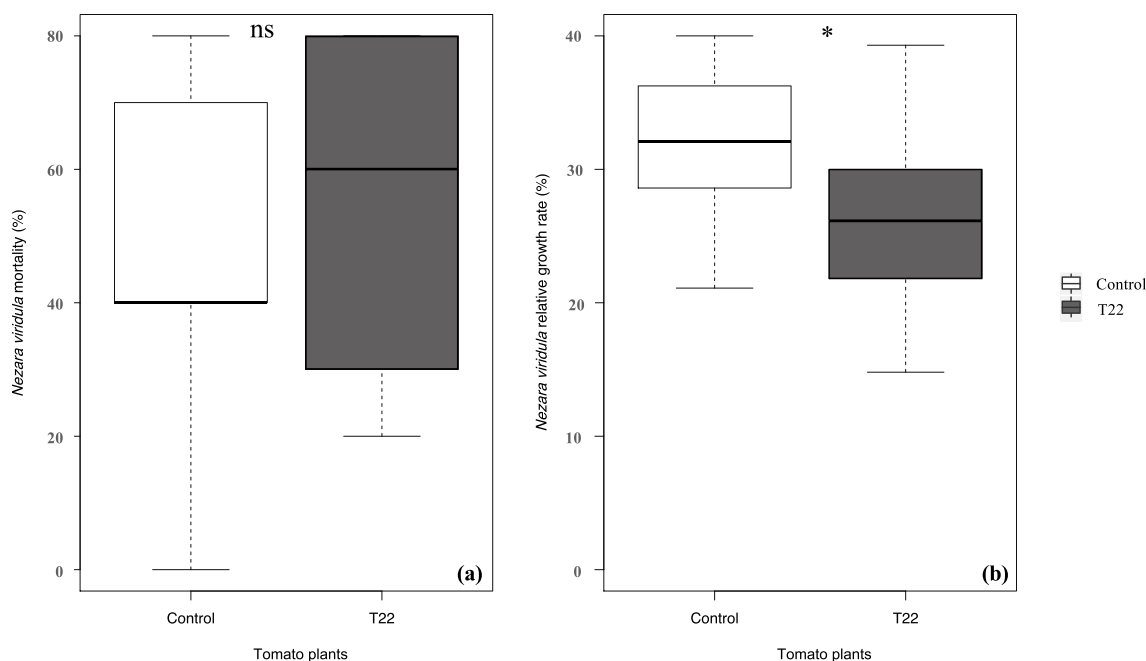 ns
80
60
40
20
0
Nezara viridula mortality (%)
(a)
Control
T22
Tomato plants
*
40
30
20
10
0
Nezara viridula relative growth rate (%)
(b)
Control
T22
Tomato plants
Control
T22